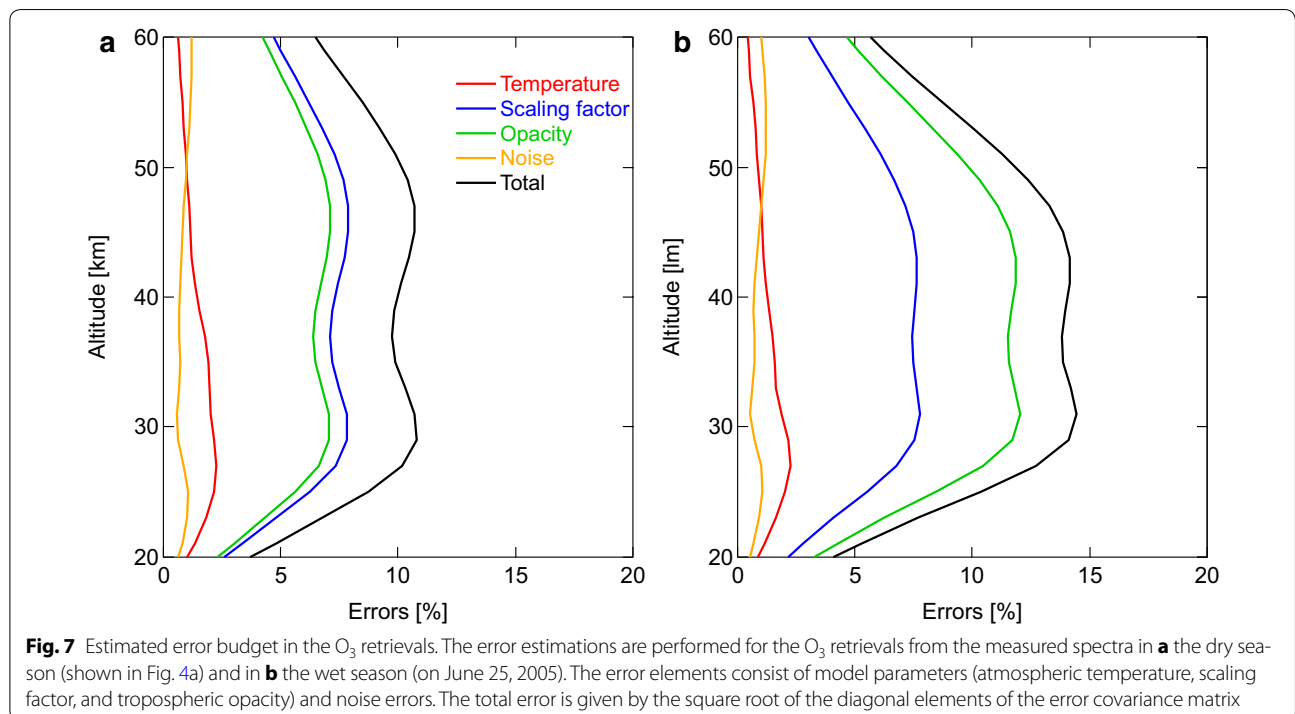 a
60
50
40
30
20
Altitude [km]
0
5
10
15
20
Errors [%]
Temperature
Scaling factor
Opacity
Noise
Total
b
60
50
40
30
20
Altitude [lm]
0
5
10
15
20
Errors [%]
Fig. 7 Estimated error budget in the O₃ retrievals. The error estimations are performed for the O₃ retrievals from the measured spectra in a the dry sea-
son (shown in Fig. 4a) and in b the wet season (on June 25, 2005). The error elements consist of model parameters (atmospheric temperature, scaling
factor, and tropospheric opacity) and noise errors. The total error is given by the square root of the diagonal elements of the error covariance matrix